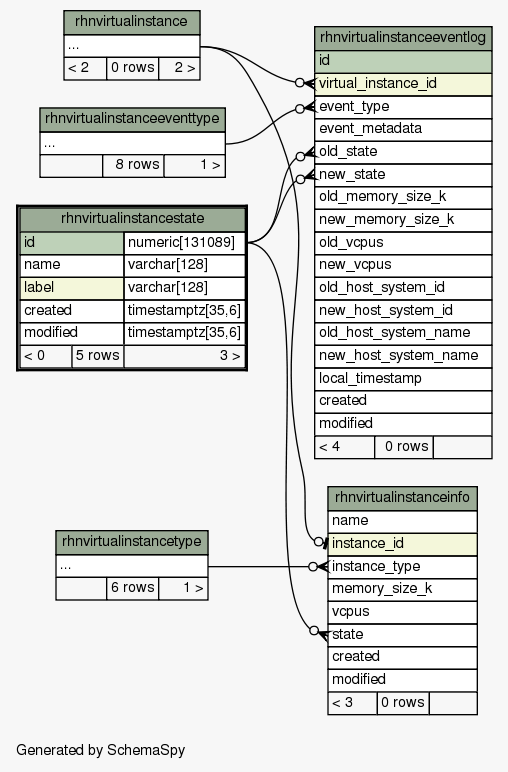 rhnvirtualinstance
...
< 2 0 rows 2 >
rhnvirtualinstanceeventtype
...
8 rows 1 >
rhnvirtualinstancestate
id numeric[131089]
name varchar[128]
label varchar[128]
created timestamptz[35,6]
modified timestamptz[35,6]
< 0 5 rows 3 >
rhnvirtualinstancetype
...
6 rows 1 >
rhnvirtualinstanceeventlog
id
virtual_instance_id
event_type
event_metadata
old_state
new_state
old_memory_size_k
new_memory_size_k
old_vcpus
new_vcpus
old_host_system_id
new_host_system_id
old_host_system_name
new_host_system_name
local_timestamp
created
modified
< 4 0 rows
rhnvirtualinstanceinfo
name
instance_id
instance_type
memory_size_k
vcpus
state
created
modified
< 3 0 rows
Generated by SchemaSpy